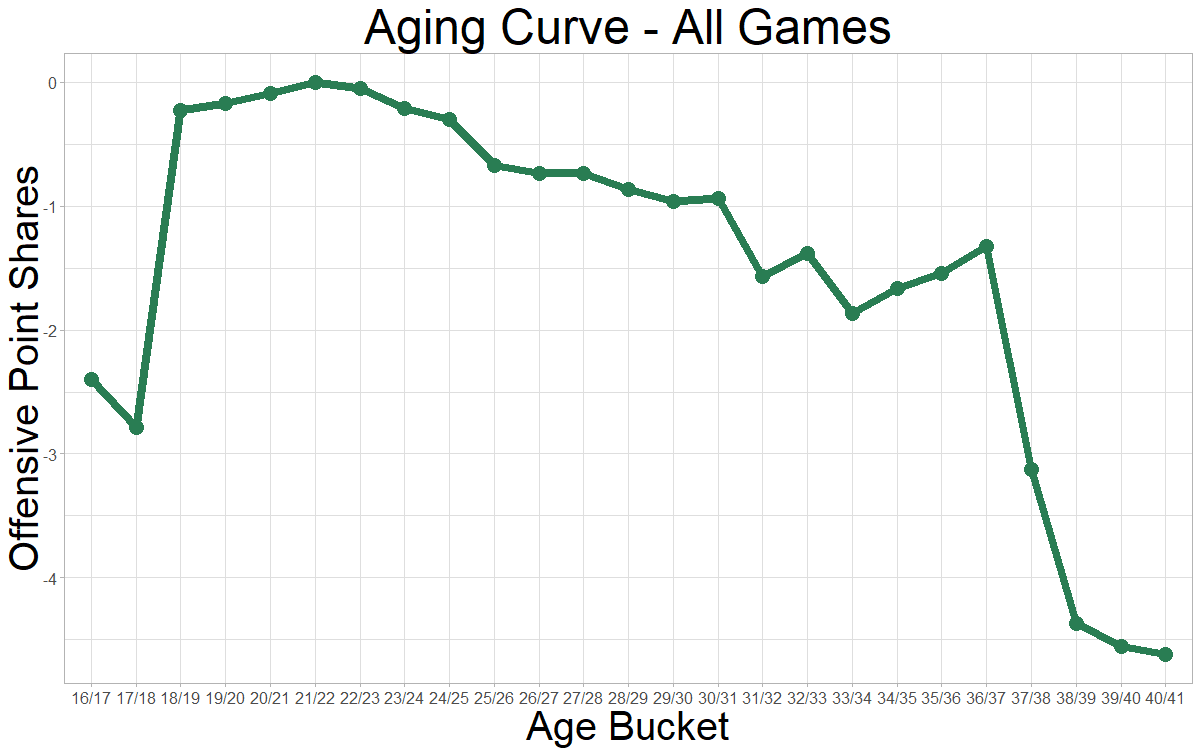 Aging Curve - All Games
Offensive Point Shares
0
-1
-2
-3
-4
16/17 17/18 18/19 19/20 20/21 21/22 22/23 23/24 24/25 25/26 26/27 27/28 28/29 29/30 30/31 31/32 32/33 33/34 34/35 35/36 36/37 37/38 38/39 39/40 40/41
Age Bucket